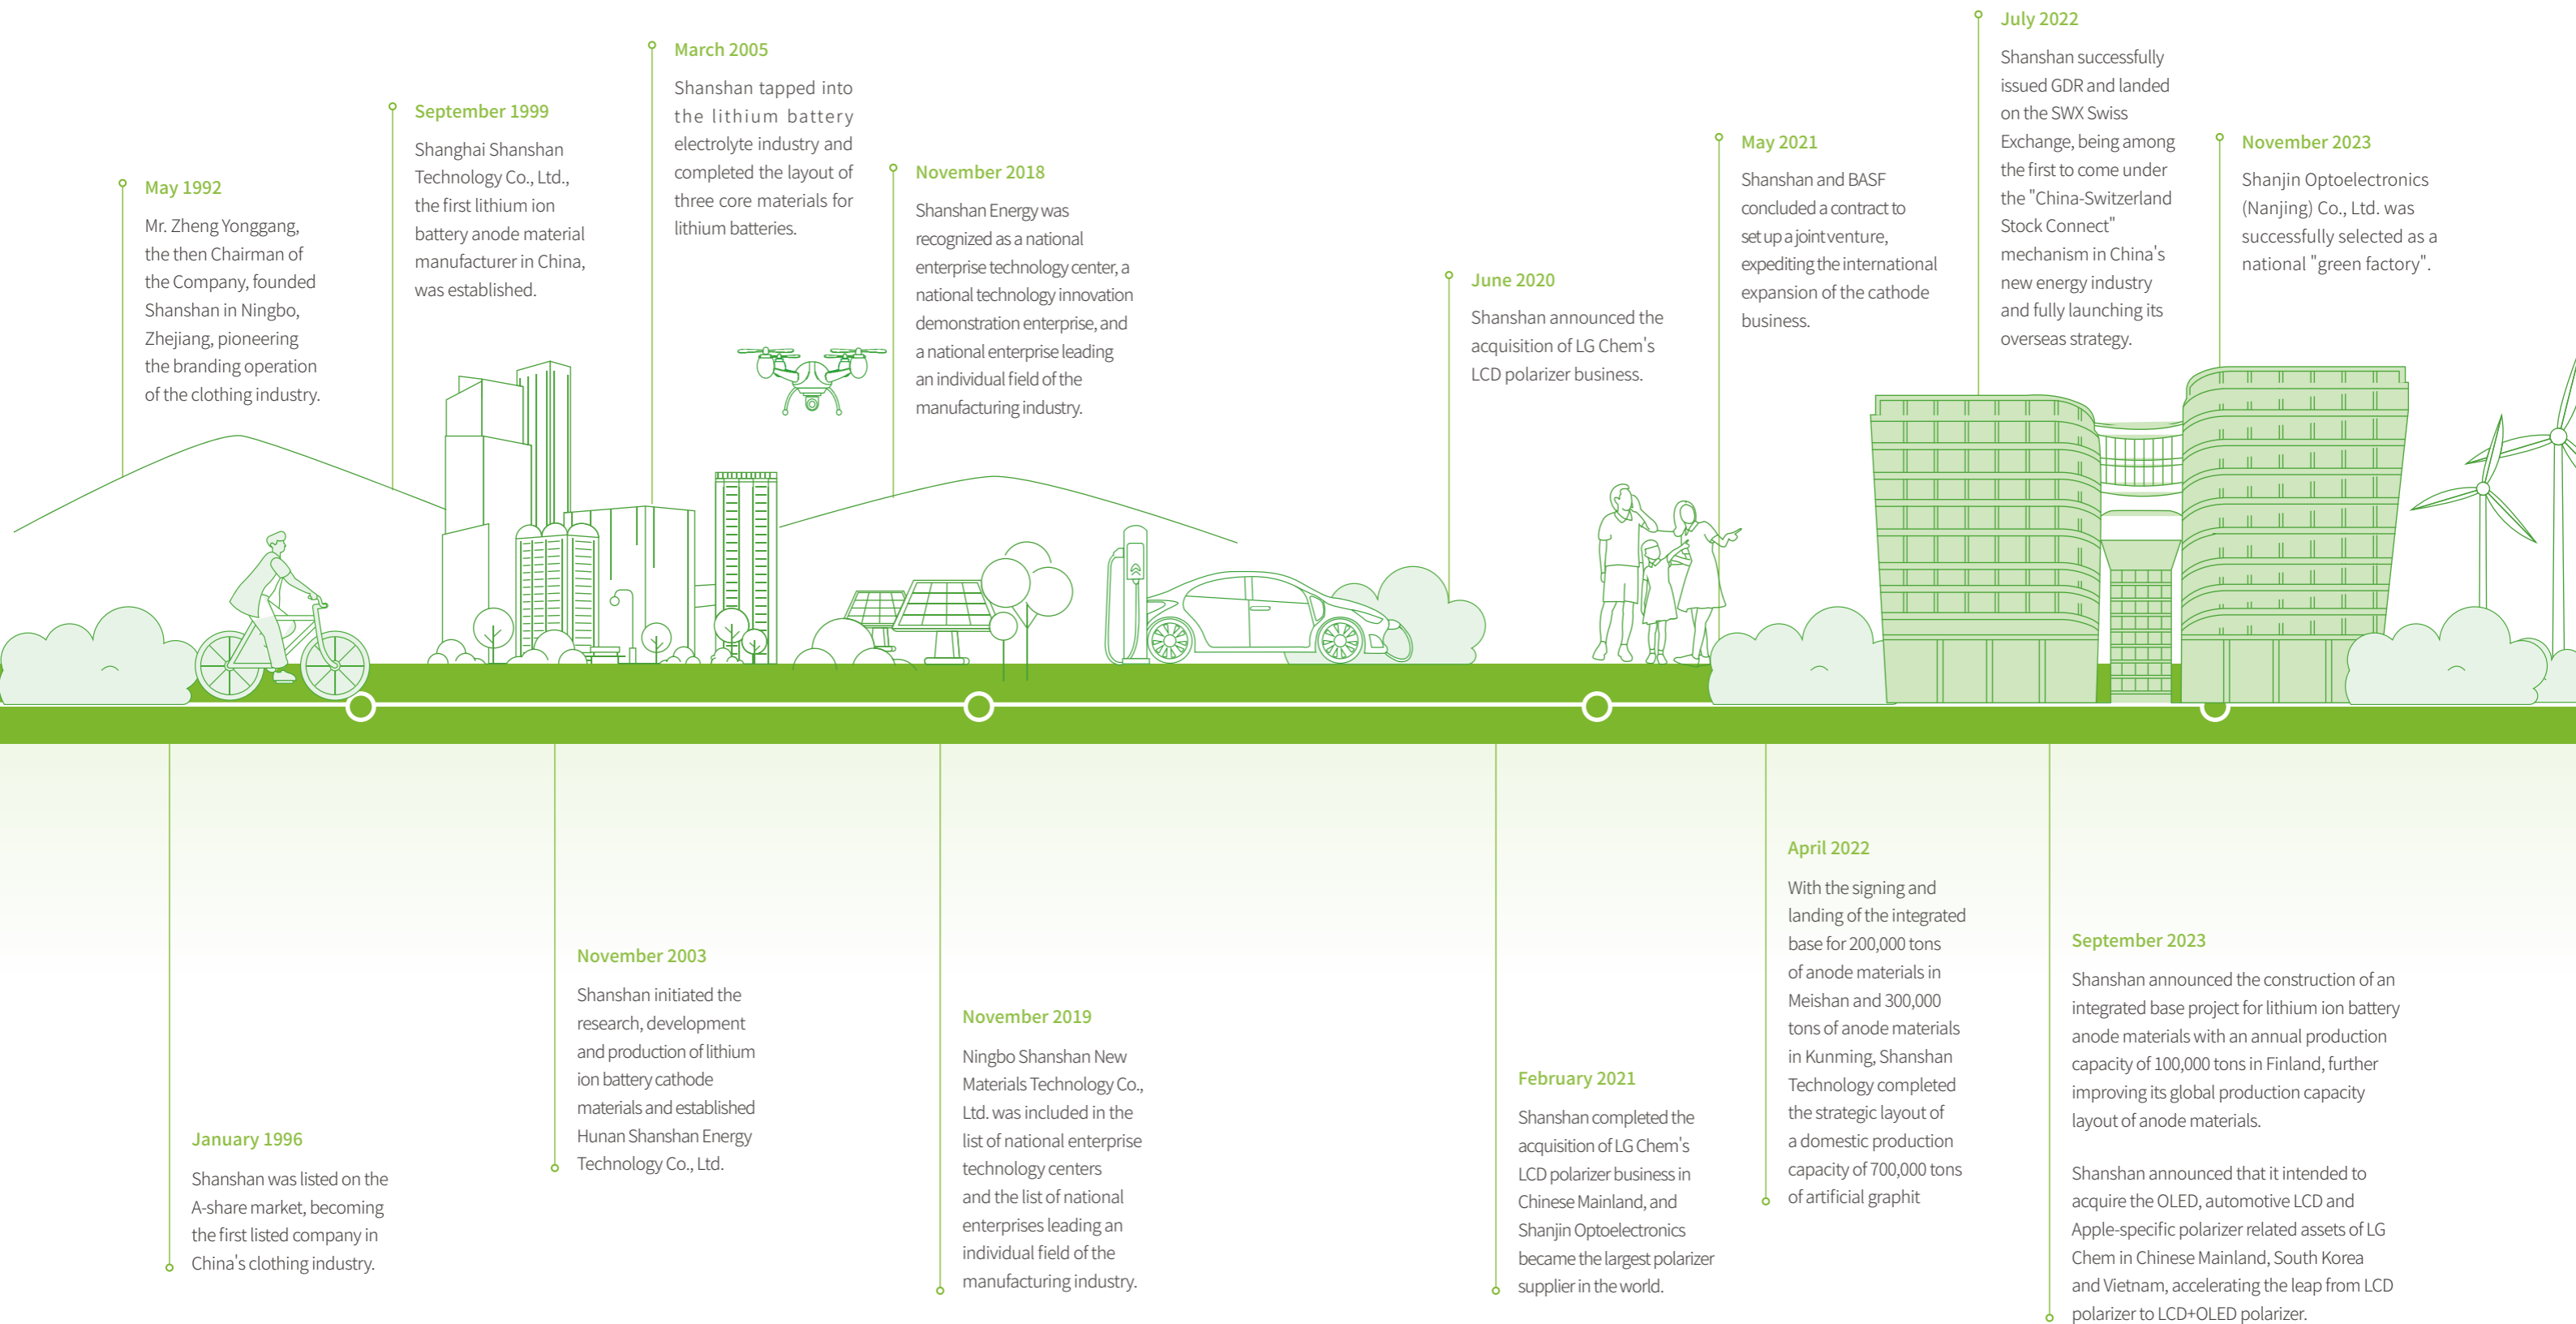 May 1992
Mr. Zheng Yonggang,
the then Chairman of
the Company, founded
Shanshan in Ningbo,
Zhejiang, pioneering
the branding operation
of the clothing industry.
September 1999
Shanghai Shanshan
Technology Co., Ltd.,
the first lithium ion
battery anode material
manufacturer in China,
was established.
March 2005
Shanshan tapped into
the lithium battery
electrolyte industry and
completed the layout of
three core materials for
lithium batteries.
November 2018
Shanshan Energy was
recognized as a national
enterprise technology center, a
national technology innovation
demonstration enterprise, and
a national enterprise leading
an individual field of the
manufacturing industry.
June 2020
Shanshan announced the
acquisition of LG Chem's
LCD polarizer business.
May 2021
Shanshan and BASF
concluded a contract to
set up a joint venture,
expediting the international
expansion of the cathode
business.
July 2022
Shanshan successfully
issued GDR and landed
on the SWX Swiss
Exchange, being among
the first to come under
the "China-Switzerland
Stock Connect"
mechanism in China's
new energy industry
and fully launching its
overseas strategy.
November 2023
Shanjin Optoelectronics
(Nanjing) Co., Ltd. was
successfully selected as a
national "green factory".
January 1996
Shanshan was listed on the
A-share market, becoming
the first listed company in
China's clothing industry.
November 2003
Shanshan initiated the
research, development
and production of lithium
ion battery cathode
materials and established
Hunan Shanshan Energy
Technology Co., Ltd.
November 2019
Ningbo Shanshan New
Materials Technology Co.,
Ltd. was included in the
list of national enterprise
technology centers
and the list of national
enterprises leading an
individual field of the
manufacturing industry.
February 2021
Shanshan completed the
acquisition of LG Chem's
LCD polarizer business in
Chinese Mainland, and
Shanjin Optoelectronics
became the largest polarizer
supplier in the world.
April 2022
With the signing and
landing of the integrated
base for 200,000 tons
of anode materials in
Meishan and 300,000
tons of anode materials
in Kunming, Shanshan
Technology completed
the strategic layout of
a domestic production
capacity of 700,000 tons
of artificial graphit
September 2023
Shanshan announced the construction of an
integrated base project for lithium ion battery
anode materials with an annual production
capacity of 100,000 tons in Finland, further
improving its global production capacity
layout of anode materials.
Shanshan announced that it intended to
acquire the OLED, automotive LCD and
Apple-specific polarizer related assets of LG
Chem in Chinese Mainland, South Korea
and Vietnam, accelerating the leap from LCD
polarizer to LCD+OLED polarizer.